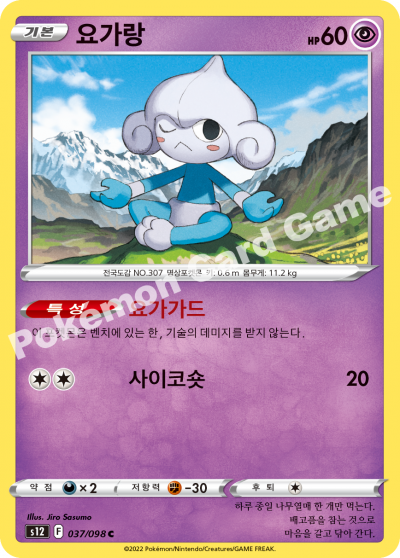 기본 요가랑 HP 60
전국도감 NO.307 명상포켓몬 키: 0.6 m 몸무게: 11.2 kg
특성 요가가드
이 포켓몬은 벤치에 있는 한, 기술의 데미지를 받지 않는다.
사이코숏 20
약점 ×2 저항력 -30 후퇴
Illus. Jiro Sasumo
s12 F 037/098 C
하루 종일 나무열매 한 개만 먹는다.
배고픔을 참는 것으로
마음을 갈고 닦아 간다.
©2022 Pokémon/Nintendo/Creatures/GAME FREAK.
Pokémon Card Game